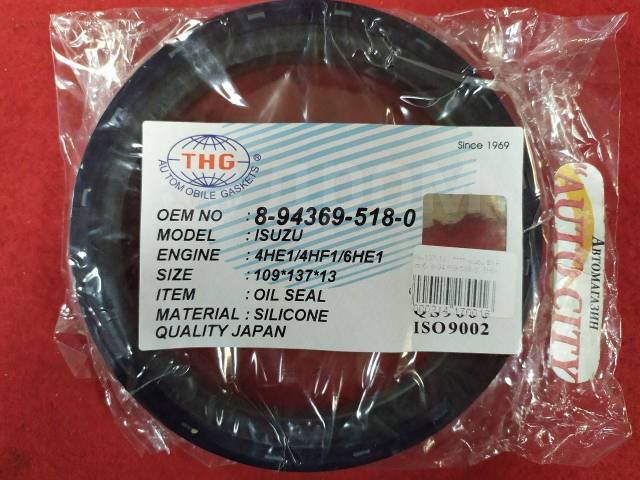 THG
AUTOMOBILE GASKETS ®
Since 1969
OEM NO : 8-94369-518-0
MODEL : ISUZU
ENGINE : 4HE1/4HF1/6HE1
SIZE : 109*137*13
ITEM : OIL SEAL
MATERIAL : SILICONE
QUALITY JAPAN
QS9000
ISO9002
AUTO CITY
АВТОМАГАЗИН